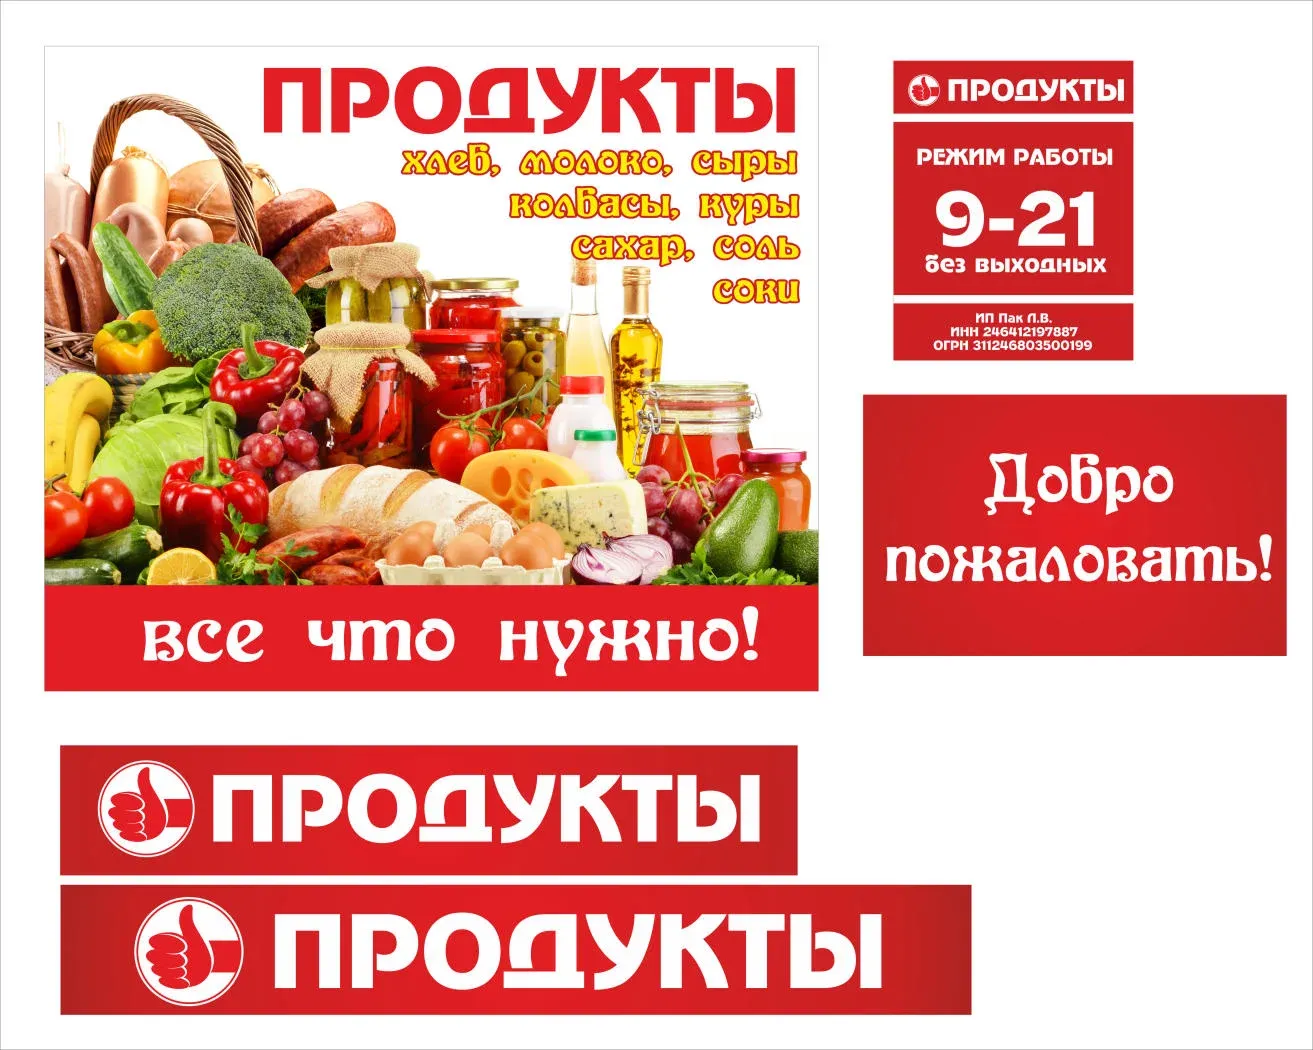 ПРОДУКТЫ
хлеб, молоко, сыры
колбасы, куры
сахар, соль
соки
все что нужно!
ПРОДУКТЫ
РЕЖИМ РАБОТЫ
9-21
без выходных
ИП Пак Л.В.
ИНН 246412197887
ОГРН 311246803500199
Добро
пожаловать!
ПРОДУКТЫ
ПРОДУКТЫ